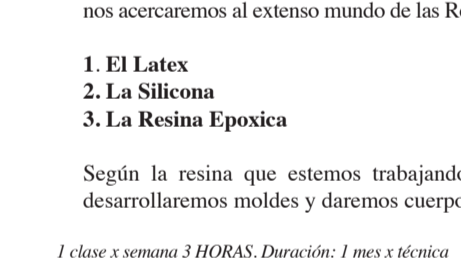 nos acercaremos al extenso mundo de las
1. El Latex
2. La Silicona
3. La Resina Epoxica
Según la resina que estemos
desarrollaremos moldes y daremos
1 clase x semana 3 HORAS. Duración: 1 mes x técnica